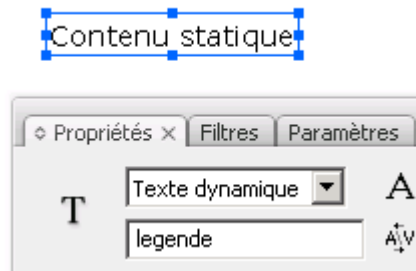 Contenu statique
Propriétés × Filtres Paramètres
T Texte dynamique A
legende A/V